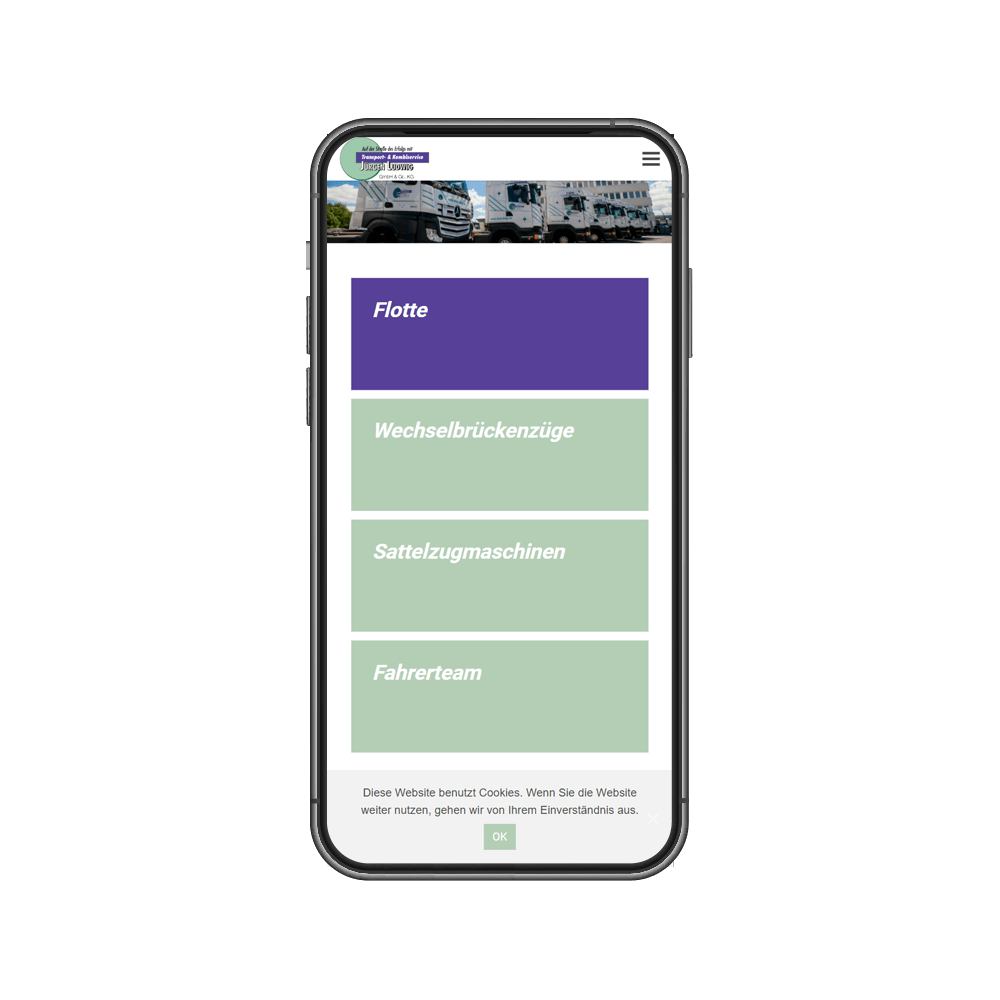 Auf der Straße des Erfolgs mit
Transport- & Kombiservice
JÜRGEN LUDWIG
GmbH & Co. KG
Flotte
Wechselbrückenzüge
Sattelzugmaschinen
Fahrerteam
Diese Website benutzt Cookies. Wenn Sie die Website
weiter nutzen, gehen wir von Ihrem Einverständnis aus.
OK